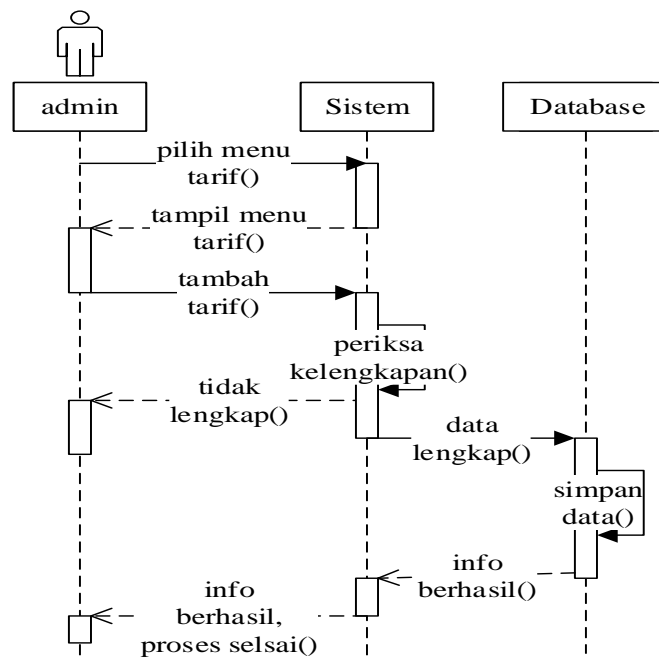 admin
Sistem
Database
pilih menu
tarif()
tampil menu
tarif()
tambah
tarif()
periksa
kelengkapan()
tidak
lengkap()
data
lengkap()
simpan
data()
info
berhasil()
info
berhasil,
proses selsai()